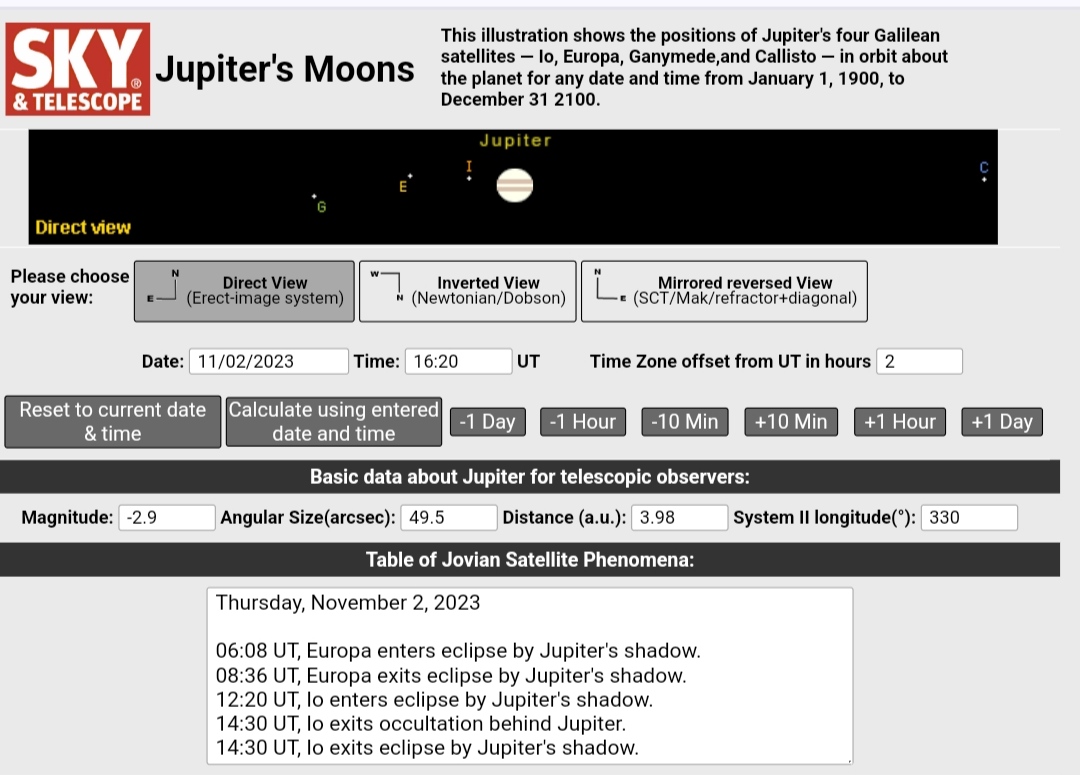 SKY
& TELESCOPE
®
Jupiter's Moons
This illustration shows the positions of Jupiter's four Galilean
satellites — Io, Europa, Ganymede,and Callisto — in orbit about
the planet for any date and time from January 1, 1900, to
December 31 2100.
Jupiter
I
C
E
G
Direct view
Please choose
your view:
N
E
Direct View
(Erect-image system)
W
N
Inverted View
(Newtonian/Dobson)
N
E
Mirrored reversed View
(SCT/Mak/refractor+diagonal)
Date: 11/02/2023 Time: 16:20 UT Time Zone offset from UT in hours 2
Reset to current date
& time
Calculate using entered
date and time
-1 Day -1 Hour -10 Min +10 Min +1 Hour +1 Day
Basic data about Jupiter for telescopic observers:
Magnitude: -2.9 Angular Size(arcsec): 49.5 Distance (a.u.): 3.98 System II longitude(°): 330
Table of Jovian Satellite Phenomena:
Thursday, November 2, 2023
06:08 UT, Europa enters eclipse by Jupiter's shadow.
08:36 UT, Europa exits eclipse by Jupiter's shadow.
12:20 UT, Io enters eclipse by Jupiter's shadow.
14:30 UT, Io exits occultation behind Jupiter.
14:30 UT, Io exits eclipse by Jupiter's shadow.